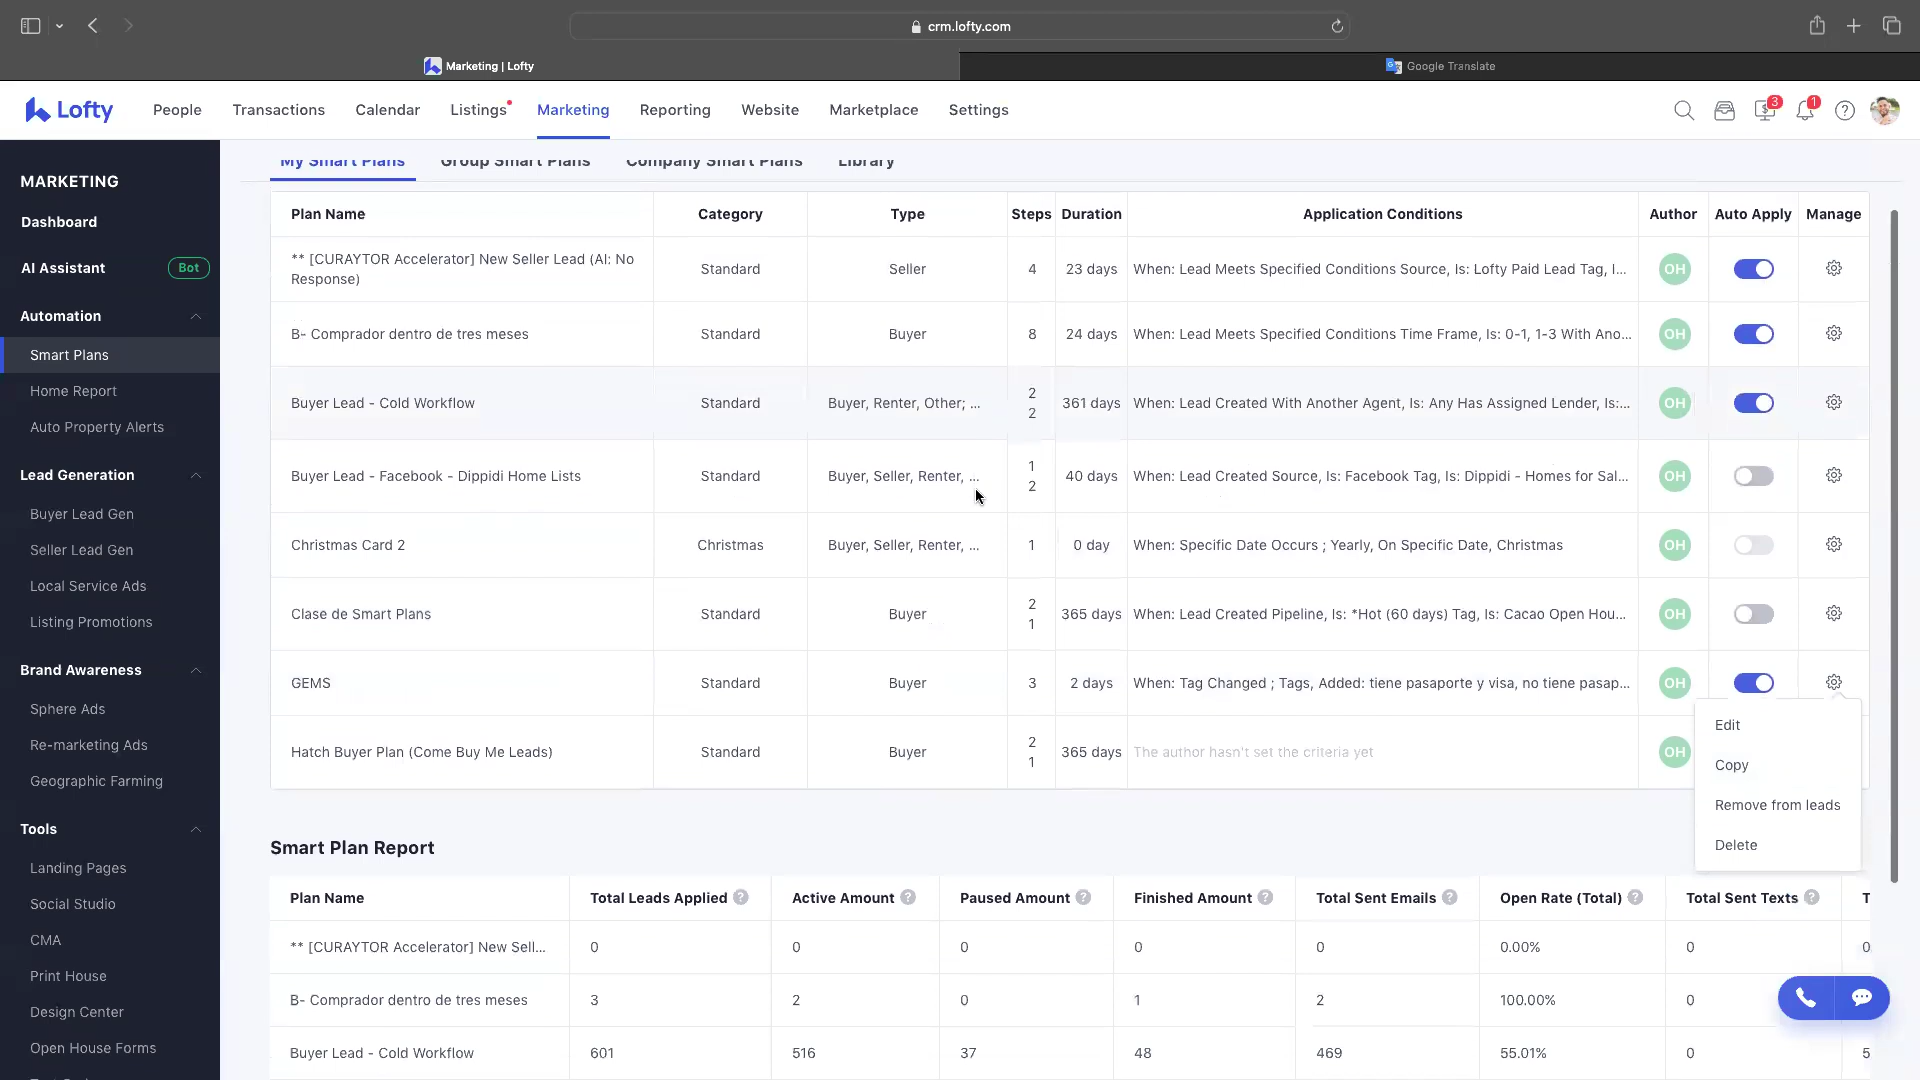 crm.lofty.com
Marketing | Lofty
Google Translate
Lofty
People
Transactions
Calendar
Listings
Marketing
Reporting
Website
Marketplace
Settings
3
1
MARKETING
Dashboard
AI Assistant
Bot
Automation
Smart Plans
Home Report
Auto Property Alerts
Lead Generation
Buyer Lead Gen
Seller Lead Gen
Local Service Ads
Listing Promotions
Brand Awareness
Sphere Ads
Re-marketing Ads
Geographic Farming
Tools
Landing Pages
Social Studio
CMA
Print House
Design Center
Open House Forms
My Smart Plans
Group Smart Plans
Company Smart Plans
Library
Plan Name
Category
Type
Steps
Duration
Application Conditions
Author
Auto Apply
Manage
** [CURAYTOR Accelerator] New Seller Lead (AI: No
Response)
Standard
Seller
4
23 days
When: Lead Meets Specified Conditions Source, Is: Lofty Paid Lead Tag, I...
OH
B- Comprador dentro de tres meses
Standard
Buyer
8
24 days
When: Lead Meets Specified Conditions Time Frame, Is: 0-1, 1-3 With Ano...
OH
Buyer Lead - Cold Workflow
Standard
Buyer, Renter, Other; ...
2
2
361 days
When: Lead Created With Another Agent, Is: Any Has Assigned Lender, Is:...
OH
Buyer Lead - Facebook - Dippidi Home Lists
Standard
Buyer, Seller, Renter, ...
1
2
40 days
When: Lead Created Source, Is: Facebook Tag, Is: Dippidi - Homes for Sal...
OH
Christmas Card 2
Christmas
Buyer, Seller, Renter, ...
1
0 day
When: Specific Date Occurs ; Yearly, On Specific Date, Christmas
OH
Clase de Smart Plans
Standard
Buyer
2
1
365 days
When: Lead Created Pipeline, Is: *Hot (60 days) Tag, Is: Cacao Open Hou...
OH
GEMS
Standard
Buyer
3
2 days
When: Tag Changed ; Tags, Added: tiene pasaporte y visa, no tiene pasap...
OH
Hatch Buyer Plan (Come Buy Me Leads)
Standard
Buyer
2
1
365 days
The author hasn't set the criteria yet
OH
Edit
Copy
Remove from leads
Delete
Smart Plan Report
Plan Name
Total Leads Applied
Active Amount
Paused Amount
Finished Amount
Total Sent Emails
Open Rate (Total)
Total Sent Texts
T
** [CURAYTOR Accelerator] New Sell...
0
0
0
0
0
0.00%
0
0
B- Comprador dentro de tres meses
3
2
0
1
2
100.00%
0
Buyer Lead - Cold Workflow
601
516
37
48
469
55.01%
0
5